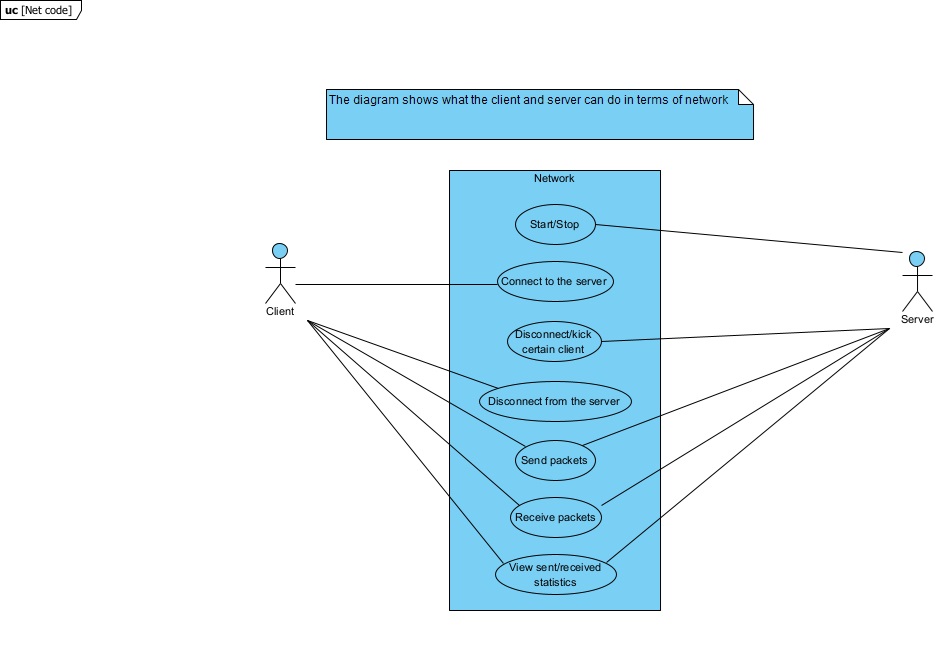 uc [Net code]
The diagram shows what the client and server can do in terms of network
Network
Start/Stop
Connect to the server
Client
Server
Disconnect/kick
certain client
Disconnect from the server
Send packets
Receive packets
View sent/received
statistics